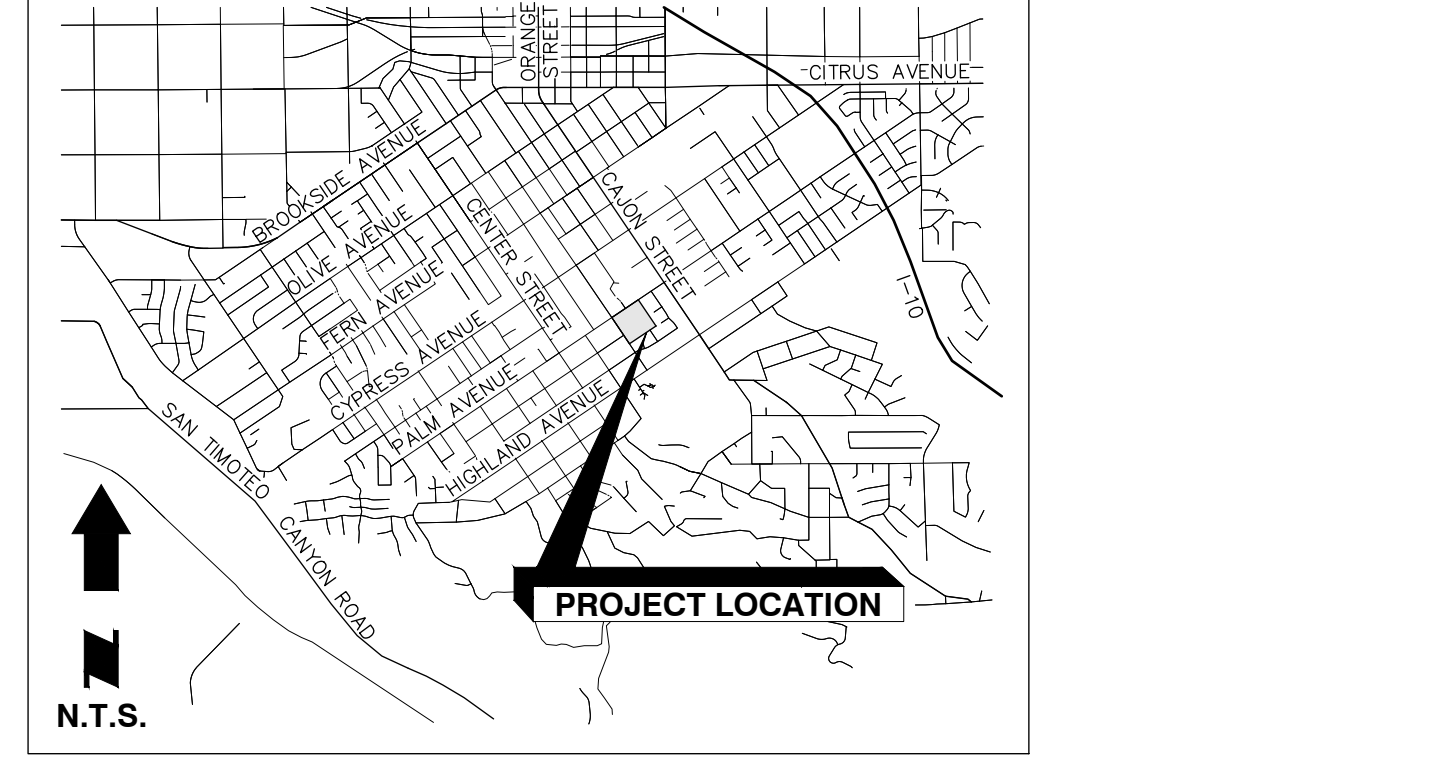 ORANGE
STREET
CITRUS AVENUE
BROOKSIDE AVENUE
CAJON STREET
OLIVE AVENUE
CENTER STREET
FERN AVENUE
I-10
CYPRESS AVENUE
PALM AVENUE
HIGHLAND AVENUE
SAN TIMOTEO
CANYON ROAD
PROJECT LOCATION
N
N.T.S.